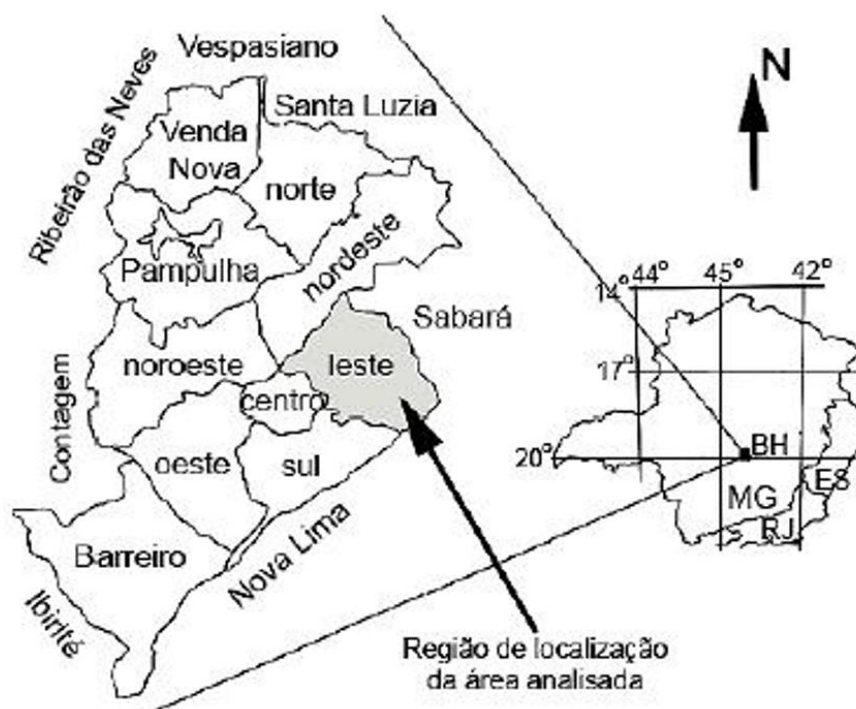 Vespasiano
Ribeirão das Neves
Santa Luzia
Venda
Nova
norte
nordeste
Pampulha
Sabará
noroeste
leste
centro
Contagem
oeste
sul
Nova Lima
Barreiro
Ibirité
Região de localização
da área analisada
N
44° 45° 42°
14°
17°
20°
BH
MG
ES
RJ